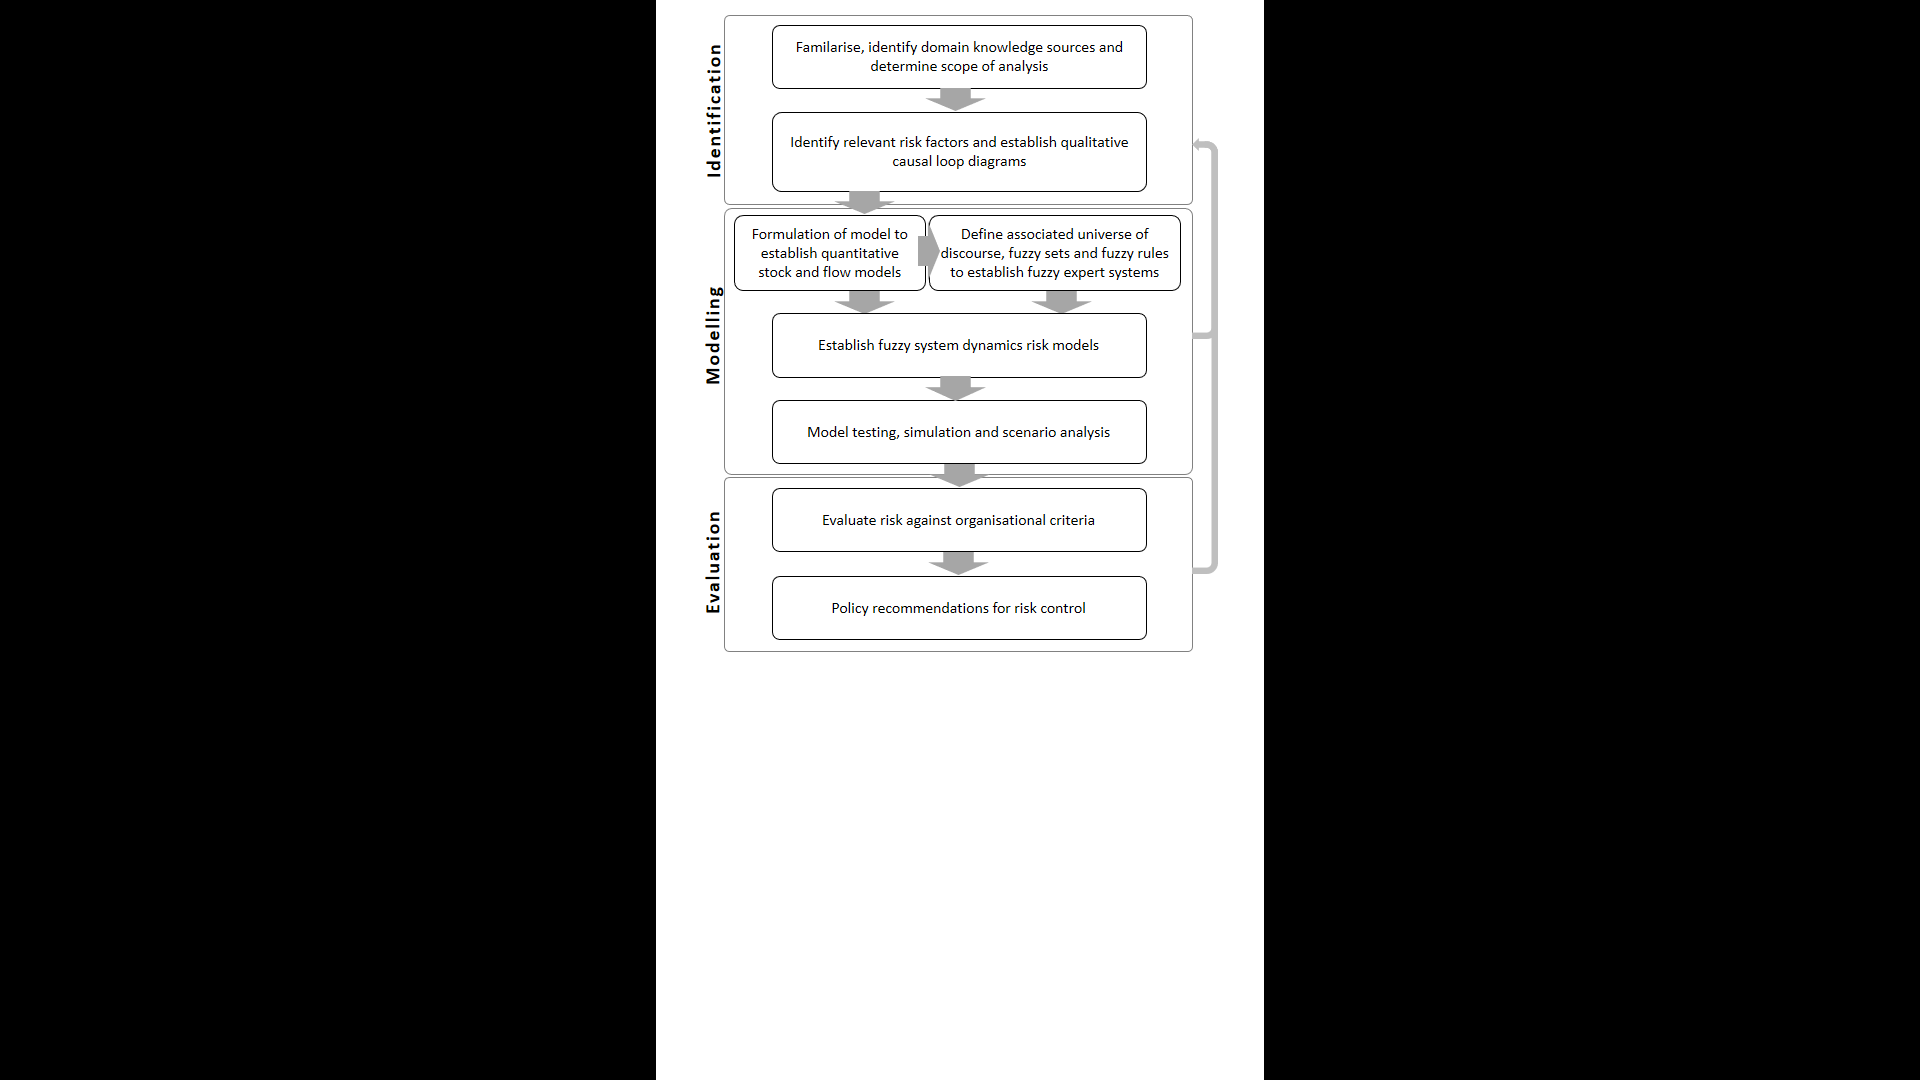 Identification
Familarise, identify domain knowledge sources and
determine scope of analysis
Identify relevant risk factors and establish qualitative
causal loop diagrams
Modelling
Formulation of model to
establish quantitative
stock and flow models
Define associated universe of
discourse, fuzzy sets and fuzzy rules
to establish fuzzy expert systems
Establish fuzzy system dynamics risk models
Model testing, simulation and scenario analysis
Evaluation
Evaluate risk against organisational criteria
Policy recommendations for risk control